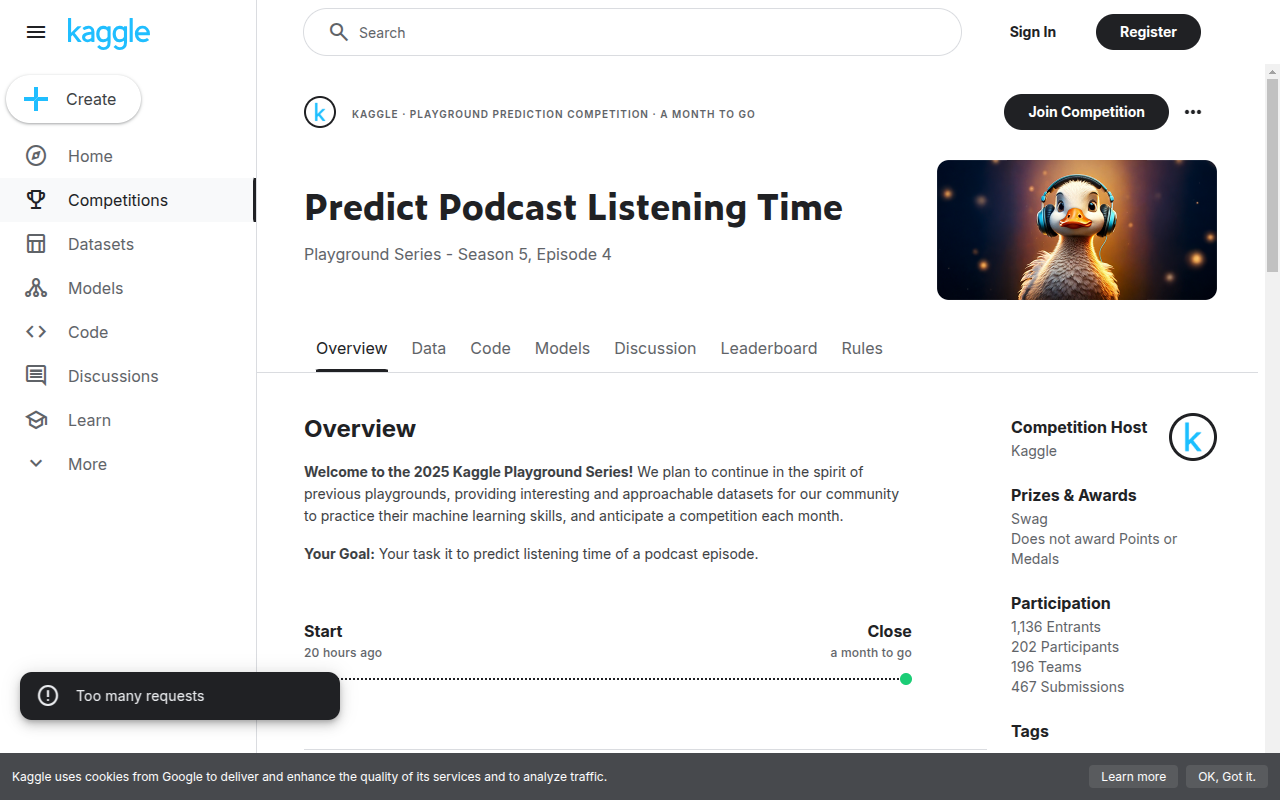 kaggle
Search
Sign In
Register
Create
Home
Competitions
Datasets
Models
Code
Discussions
Learn
More
KAGGLE · PLAYGROUND PREDICTION COMPETITION · A MONTH TO GO
Join Competition
Predict Podcast Listening Time
Playground Series - Season 5, Episode 4
Overview
Data
Code
Models
Discussion
Leaderboard
Rules
Overview
Welcome to the 2025 Kaggle Playground Series! We plan to continue in the spirit of
previous playgrounds, providing interesting and approachable datasets for our community
to practice their machine learning skills, and anticipate a competition each month.
Your Goal: Your task it to predict listening time of a podcast episode.
Start
20 hours ago
Close
a month to go
Competition Host
Kaggle
Prizes & Awards
Swag
Does not award Points or
Medals
Participation
1,136 Entrants
202 Participants
196 Teams
467 Submissions
Tags
Too many requests
Kaggle uses cookies from Google to deliver and enhance the quality of its services and to analyze traffic.
Learn more
OK, Got it.